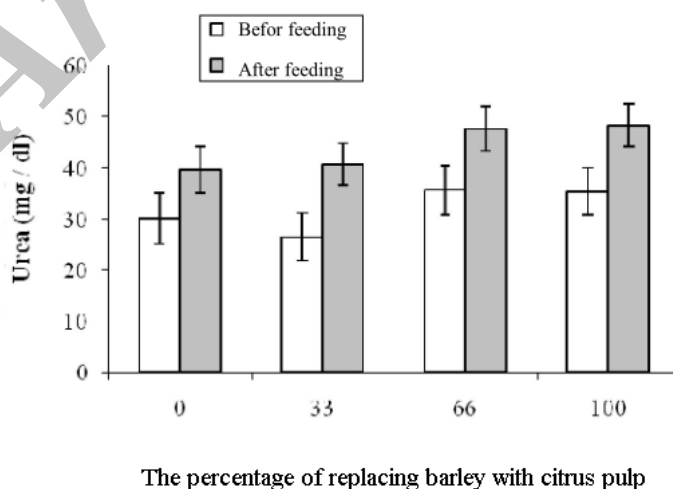 Befor feeding
After feeding
60
50
40
30
20
10
0
Urea (mg / dl)
0 33 66 100
The percentage of replacing barley with citrus pulp